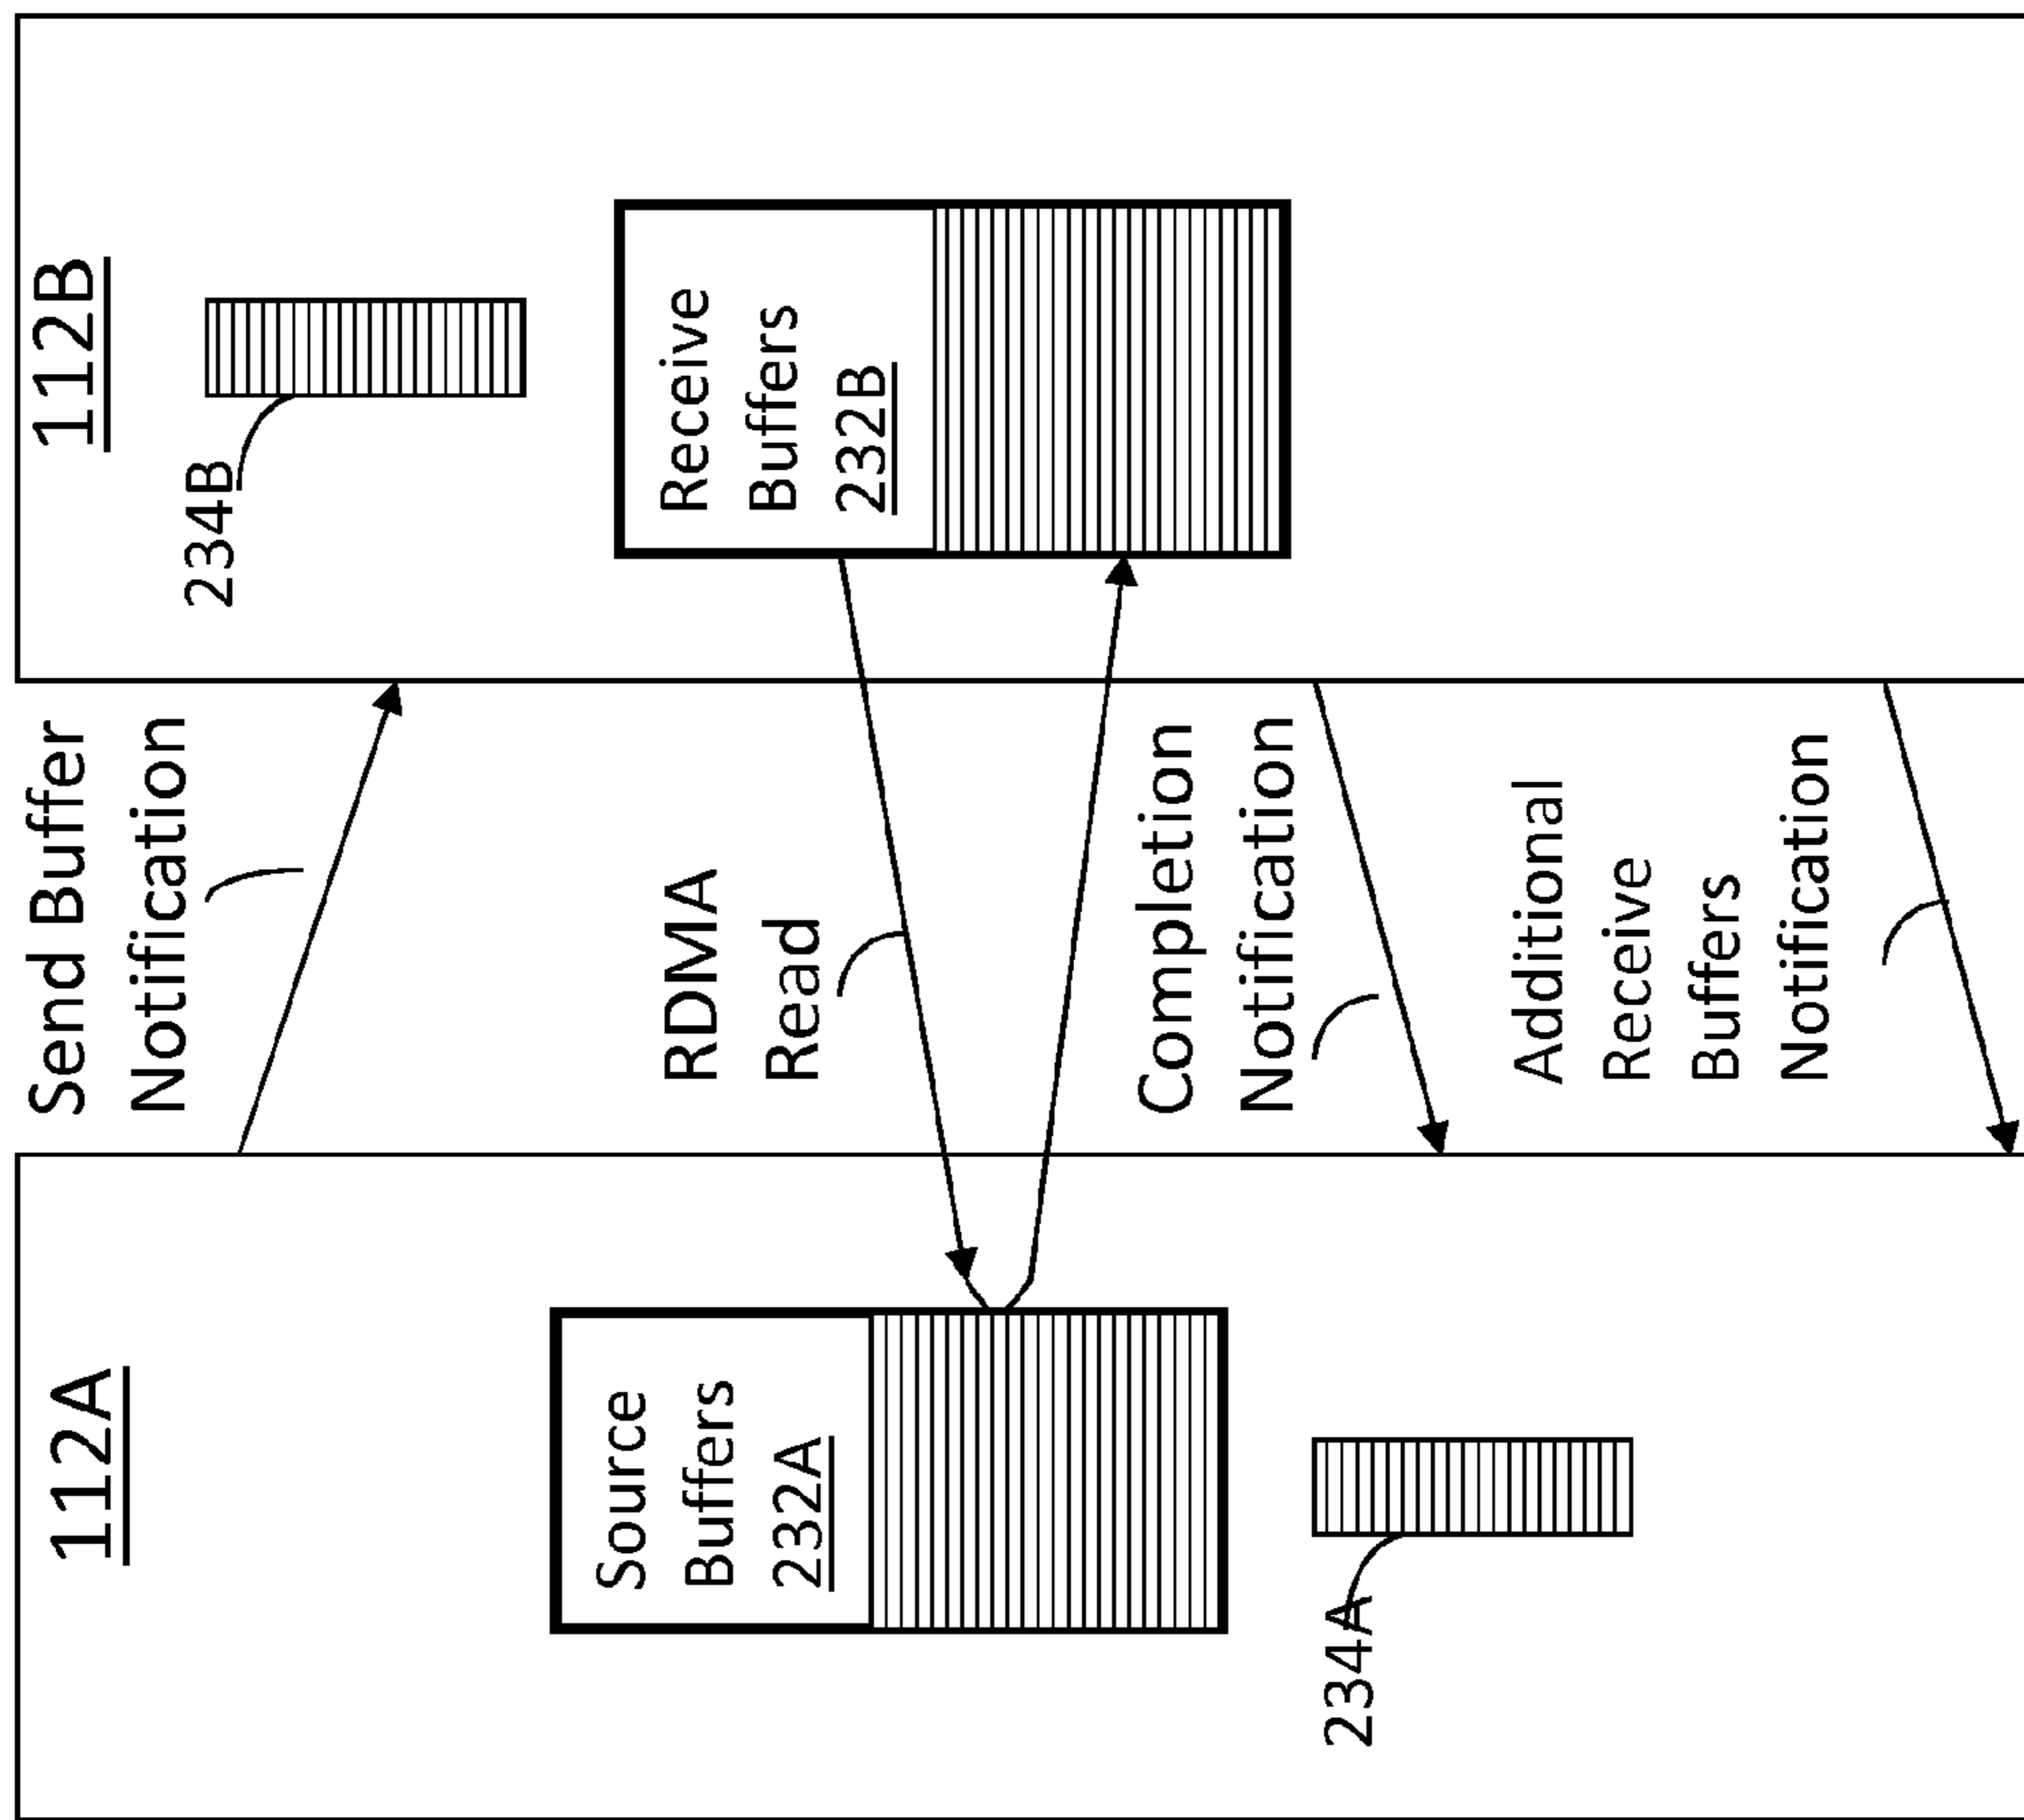 112A
Source
Buffers
232A
234A
Send Buffer
Notification
RDMA
Read
Completion
Notification
Additional
Receive
Buffers
Notification
112B
234B
Receive
Buffers
232B